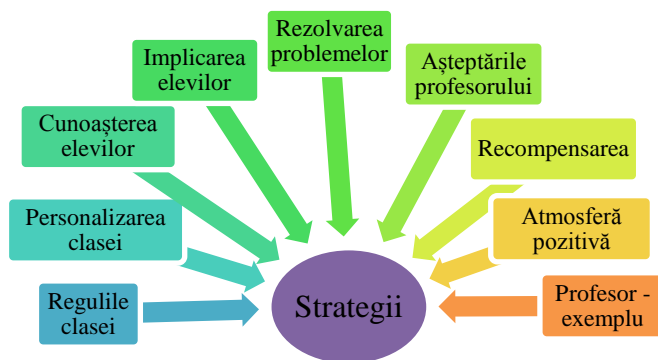 Rezolvarea
problemelor
Implicarea
elevilor
Așteptările
profesorului
Cunoașterea
elevilor
Recompensarea
Personalizarea
clasei
Atmosferă
pozitivă
Regulile
clasei
Strategii
Profesor -
exemplu